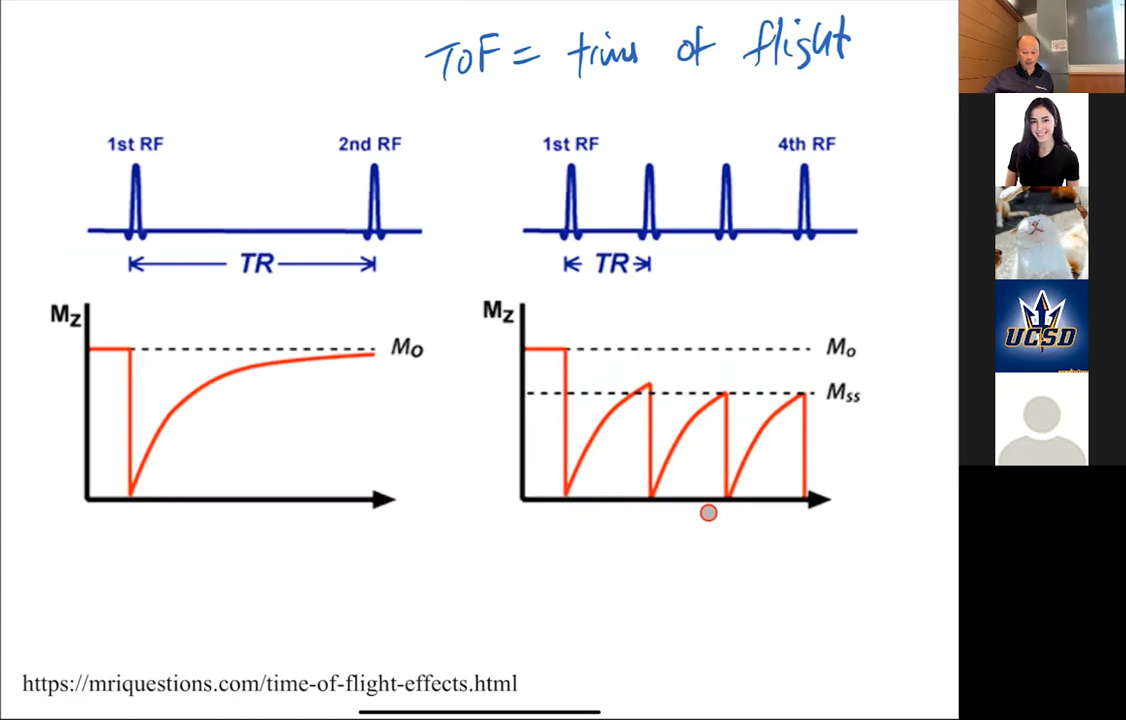 TOF = time of flight
1st RF 2nd RF 1st RF 4th RF
TR TR
Mz Mo Mz Mo
Mss
UCSD
https://mriquestions.com/time-of-flight-effects.html